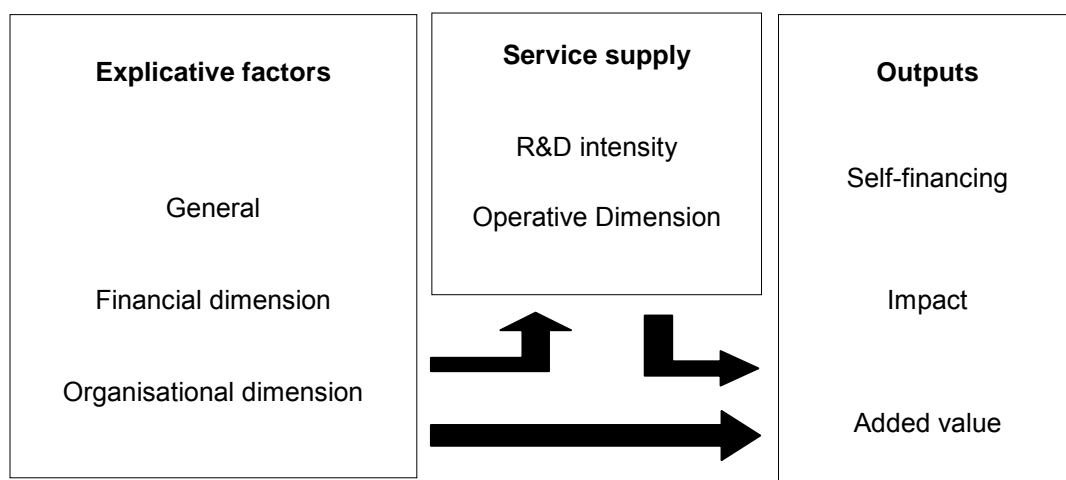 Explicative factors
General
Financial dimension
Organisational dimension
Service supply
R&D intensity
Operative Dimension
Outputs
Self-financing
Impact
Added value